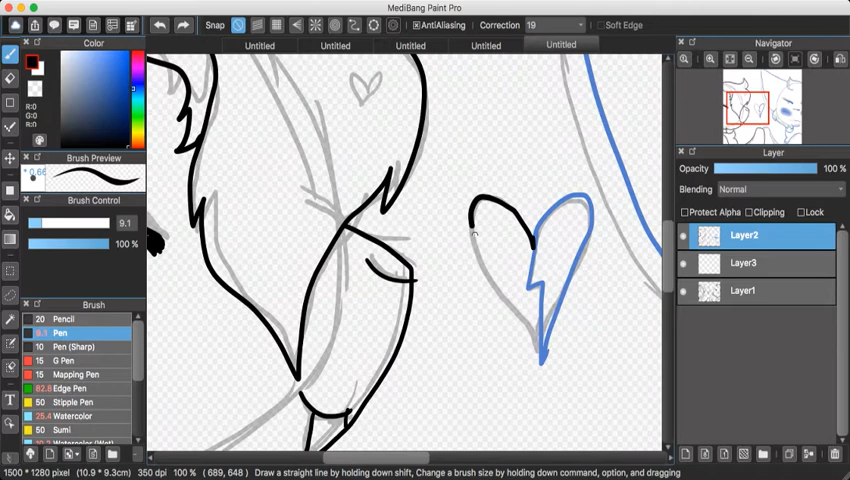 MediBang Paint Pro
Snap AntiAliasing Correction 19 Soft Edge
Color
Untitled Untitled Untitled Untitled Untitled
Navigator
R:0
G:0
B:0
Brush Preview
* 0.66
Brush Control
9.1
100 %
Layer
Opacity 100 %
Blending Normal
Protect Alpha Clipping Lock
Layer2
Layer3
Layer1
Brush
20 Pencil
9.1 Pen
10 Pen (Sharp)
15 G Pen
15 Mapping Pen
82.8 Edge Pen
50 Stipple Pen
25.4 Watercolor
50 Sumi
Watercolor (Wet)
1500 * 1280 pixel (10.9 * 9.3cm) 350 dpi 100 % ( 689, 648 ) Draw a straight line by holding down shift, Change a brush size by holding down command, option, and dragging